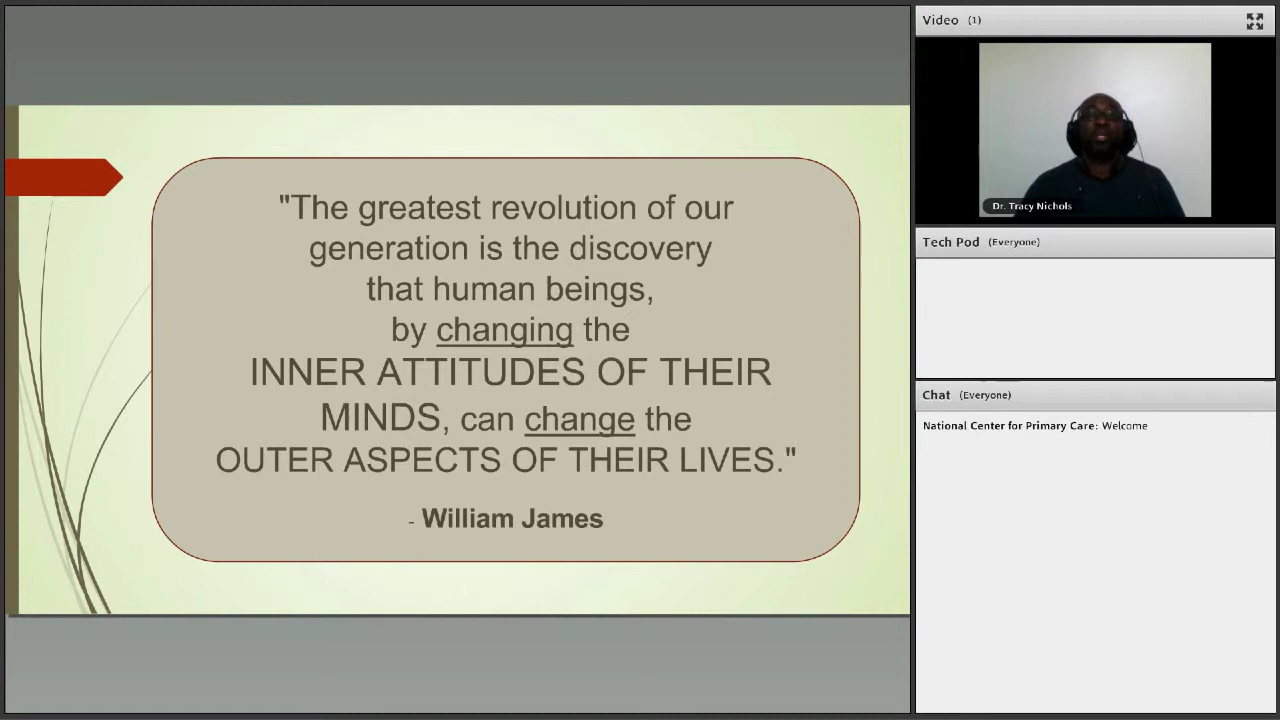 "The greatest revolution of our
generation is the discovery
that human beings,
by changing the
INNER ATTITUDES OF THEIR
MINDS, can change the
OUTER ASPECTS OF THEIR LIVES."
- William James
Video (1)
Dr. Tracy Nichols
Tech Pod (Everyone)
Chat (Everyone)
National Center for Primary Care: Welcome